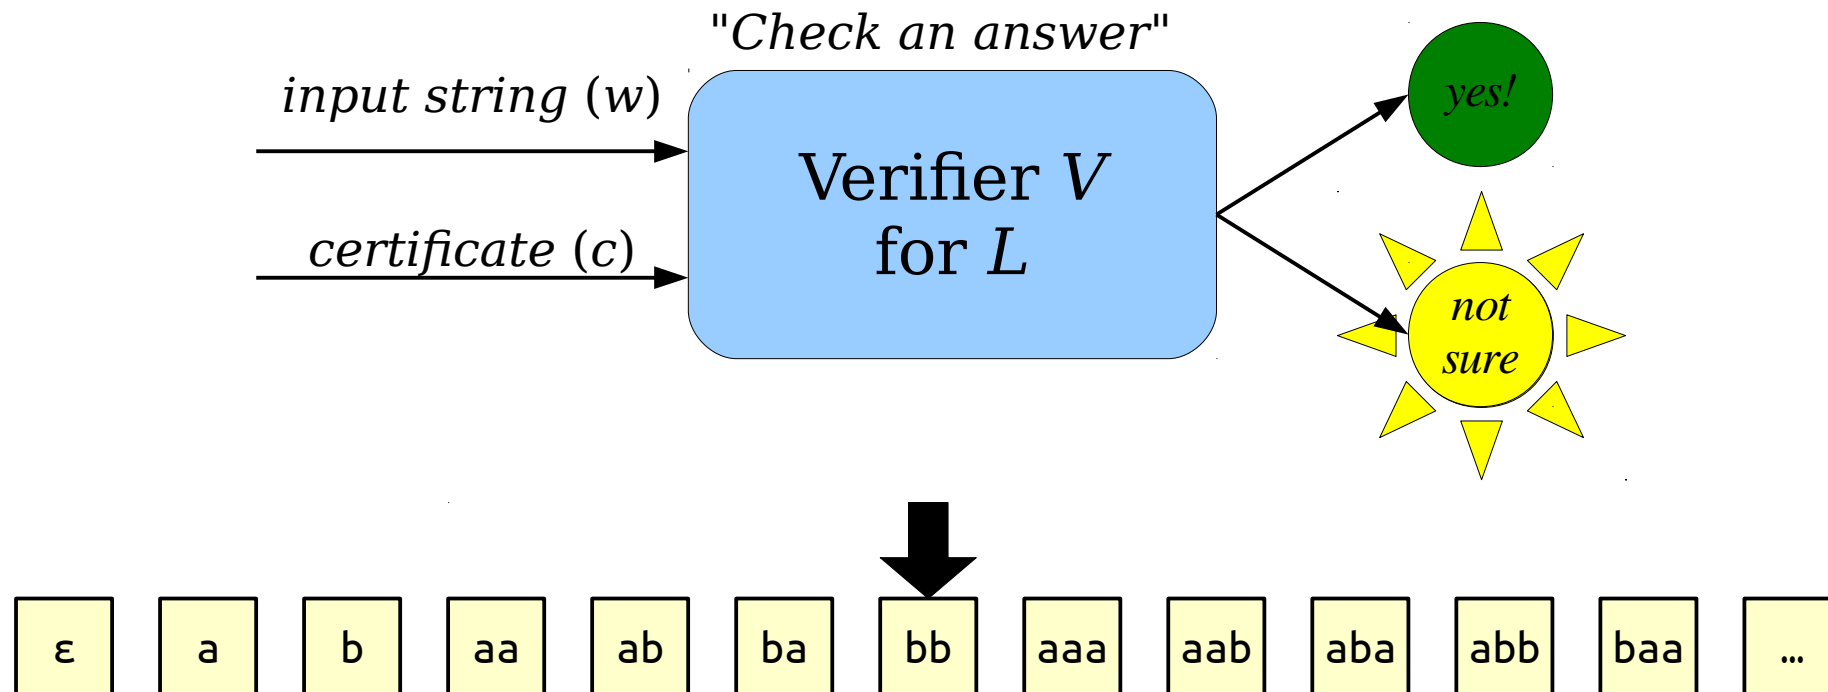 "Check an answer"
input string (w)
yes!
Verifier V
for L
certificate (c)
not
sure
ε a b aa ab ba bb aaa aab aba abb baa …